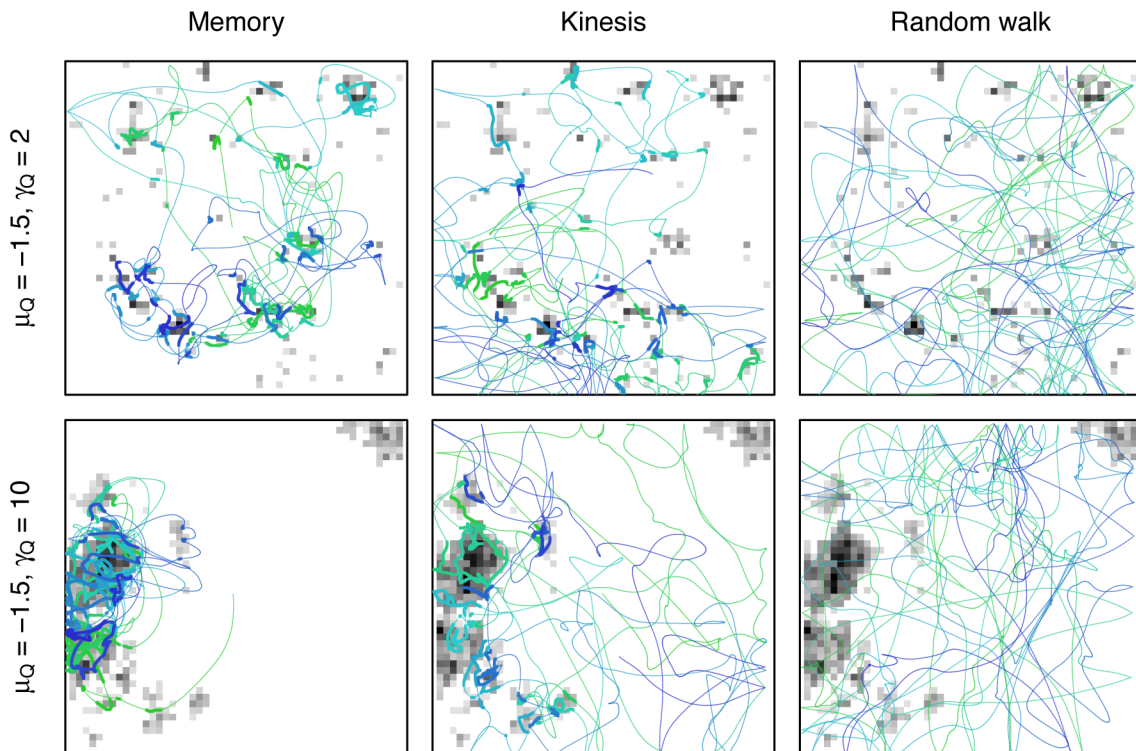 Memory Kinesis Random walk
μQ = −1.5, γQ = 2
μQ = −1.5, γQ = 10